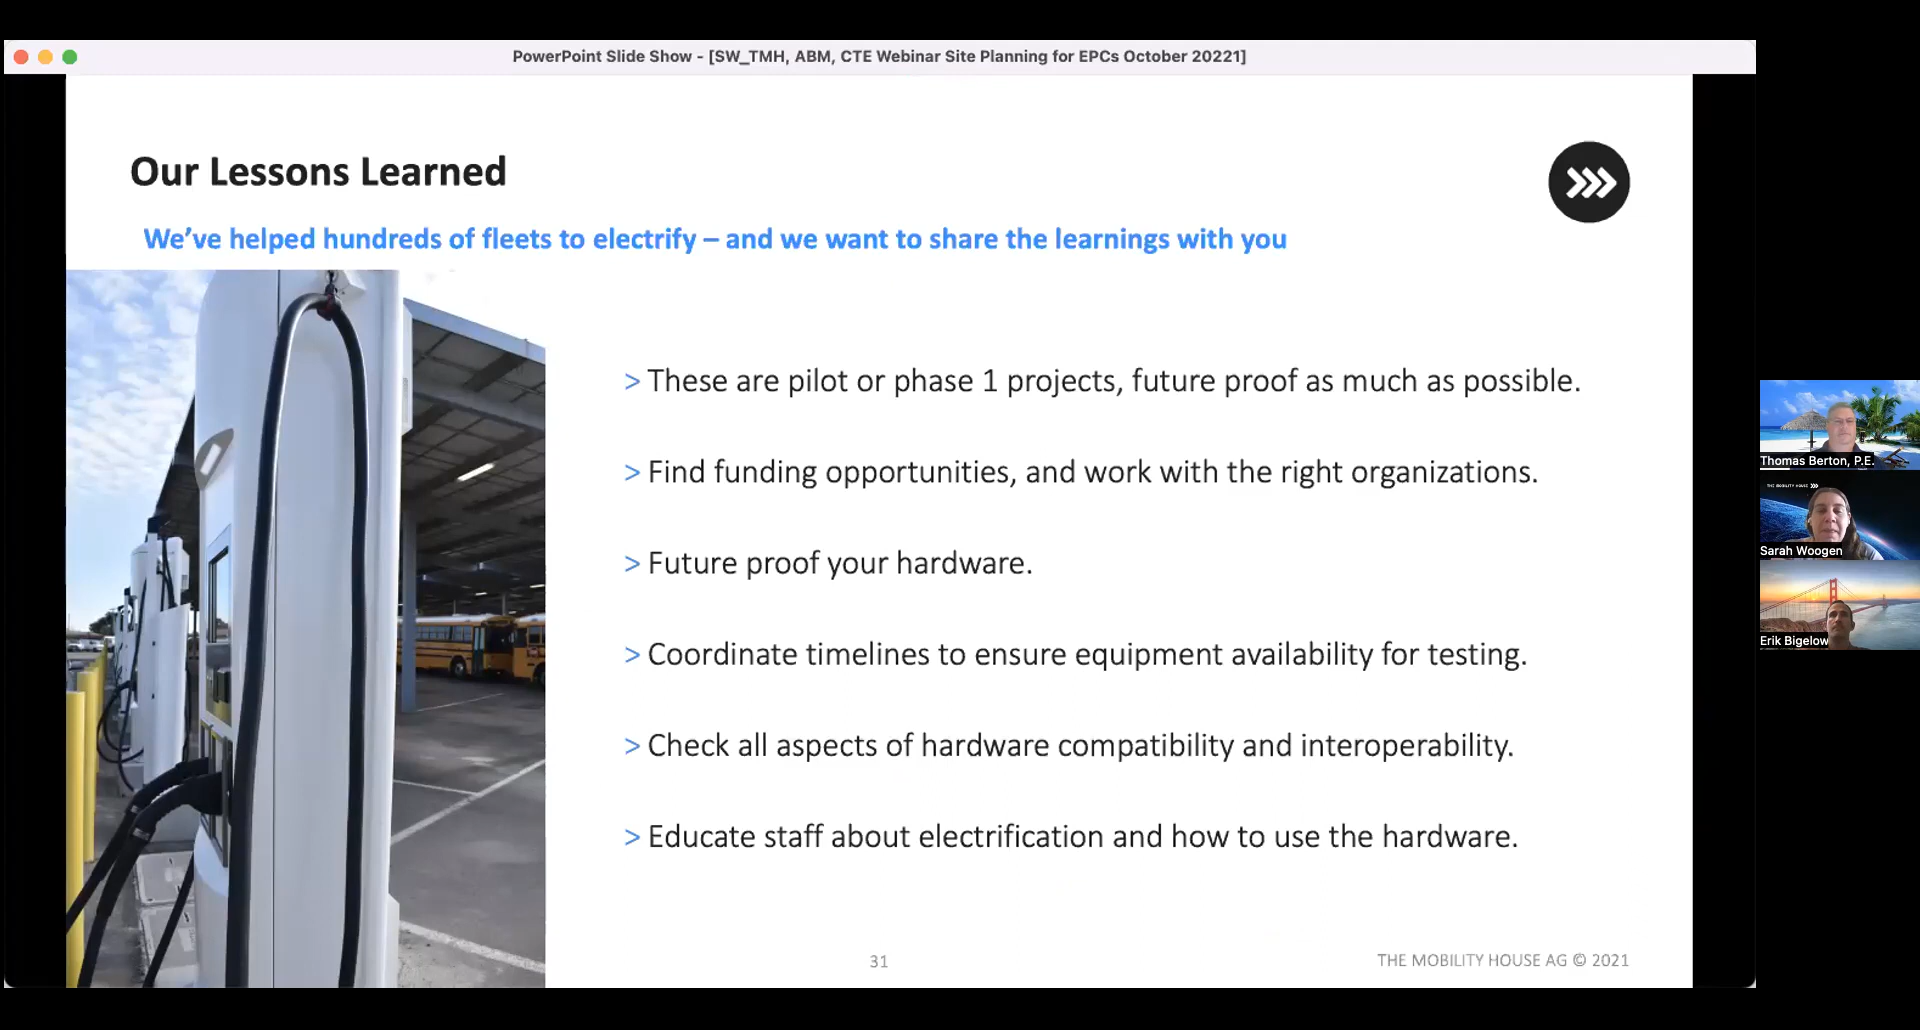 PowerPoint Slide Show - [SW_TMH, ABM, CTE Webinar Site Planning for EPCs October 20221]
Our Lessons Learned
We've helped hundreds of fleets to electrify – and we want to share the learnings with you
> These are pilot or phase 1 projects, future proof as much as possible.
> Find funding opportunities, and work with the right organizations.
> Future proof your hardware.
> Coordinate timelines to ensure equipment availability for testing.
> Check all aspects of hardware compatibility and interoperability.
> Educate staff about electrification and how to use the hardware.
31
THE MOBILITY HOUSE AG © 2021
Thomas Berton, P.E.
THE MOBILITY HOUSE
Sarah Woogen
Erik Bigelow